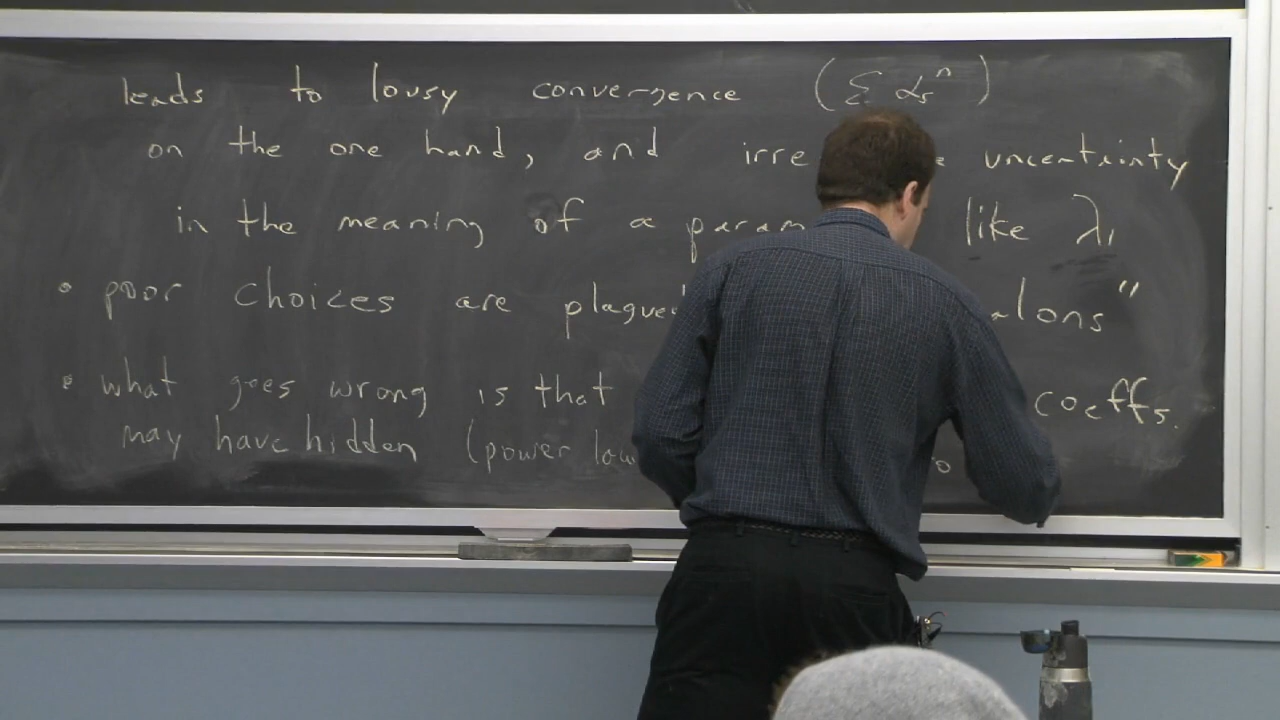 leads to lousy convergence (Σ αsⁿ)
on the one hand, and irre uncertainty
in the meaning of a param like λ₁
• poor choices are plague alons"
• what goes wrong is that coeffs.
may have hidden (power law